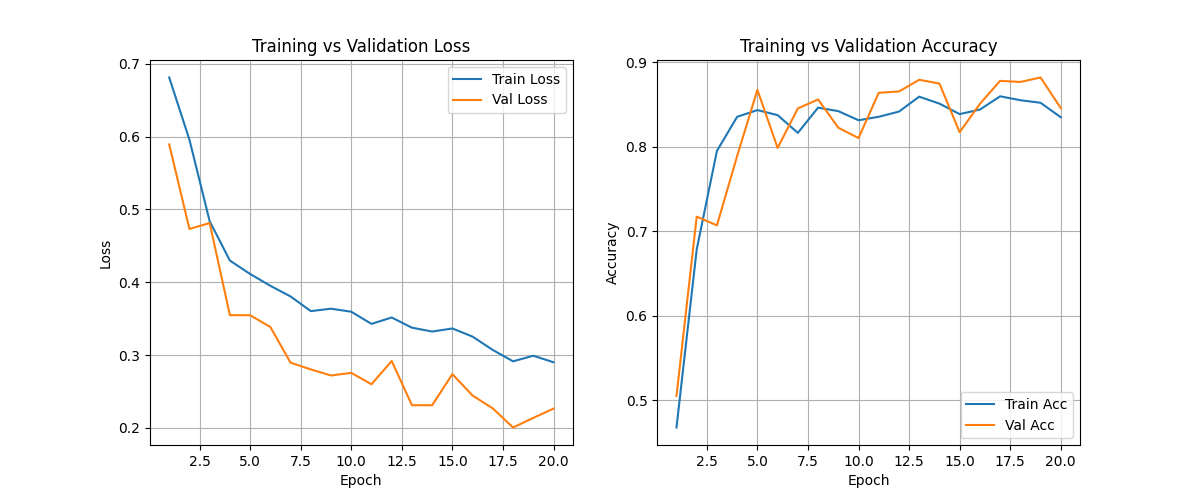 Training vs Validation Loss
Training vs Validation Accuracy
0.7
0.6
0.5
0.4
0.3
0.2
Loss
Train Loss
Val Loss
2.5 5.0 7.5 10.0 12.5 15.0 17.5 20.0
Epoch
0.9
0.8
0.7
0.6
0.5
Accuracy
Train Acc
Val Acc
2.5 5.0 7.5 10.0 12.5 15.0 17.5 20.0
Epoch